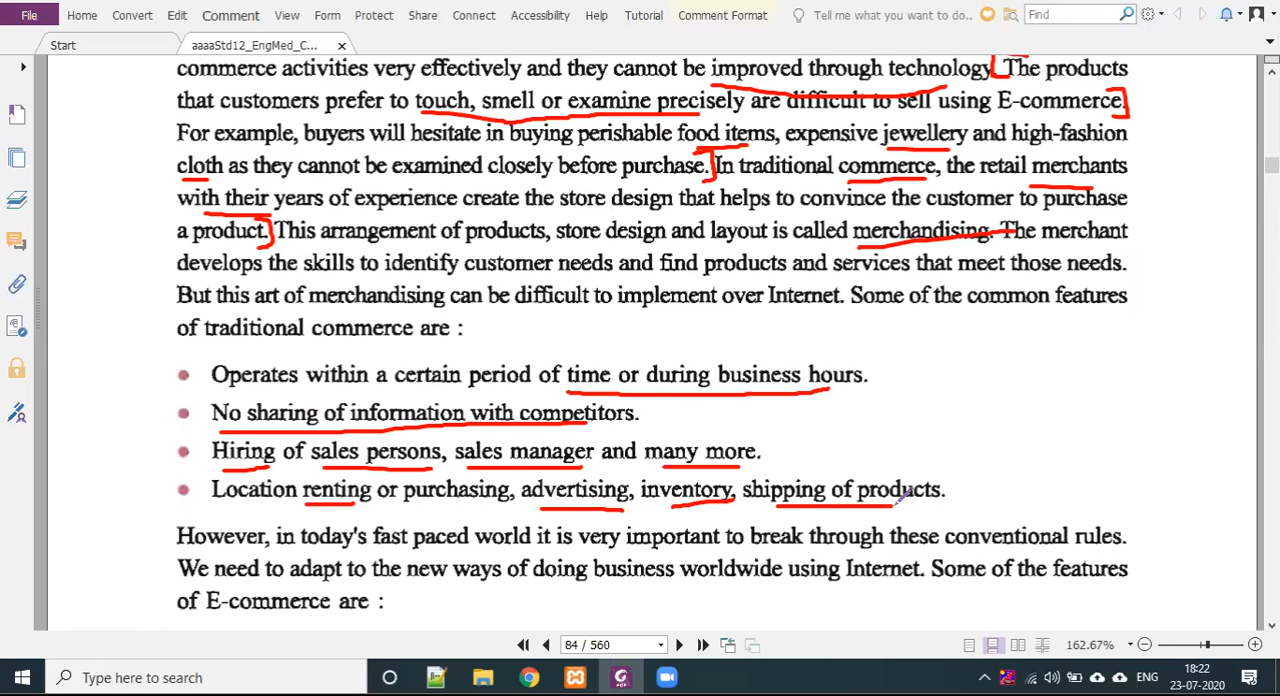 File Home Convert Edit Organize Comment View Form Protect Share Connect Accessibility Help Tutorial Comment Format Tell me what you want to do.. Find
Start aaaaStd12_EngMed_C...
commerce activities very effectively and they cannot be improved through technology. The products
that customers prefer to touch, smell or examine precisely are difficult to sell using E-commerce.
For example, buyers will hesitate in buying perishable food items, expensive jewellery and high-fashion
cloth as they cannot be examined closely before purchase. In traditional commerce, the retail merchants
with their years of experience create the store design that helps to convince the customer to purchase
a product. This arrangement of products, store design and layout is called merchandising. The merchant
develops the skills to identify customer needs and find products and services that meet those needs.
But this art of merchandising can be difficult to implement over Internet. Some of the common features
of traditional commerce are :
Operates within a certain period of time or during business hours.
No sharing of information with competitors.
Hiring of sales persons, sales manager and many more.
Location renting or purchasing, advertising, inventory, shipping of products.
However, in today's fast paced world it is very important to break through these conventional rules.
We need to adapt to the new ways of doing business worldwide using Internet. Some of the features
of E-commerce are :
84 / 560 162.67%
Type here to search ENG 18:22
23-07-2020